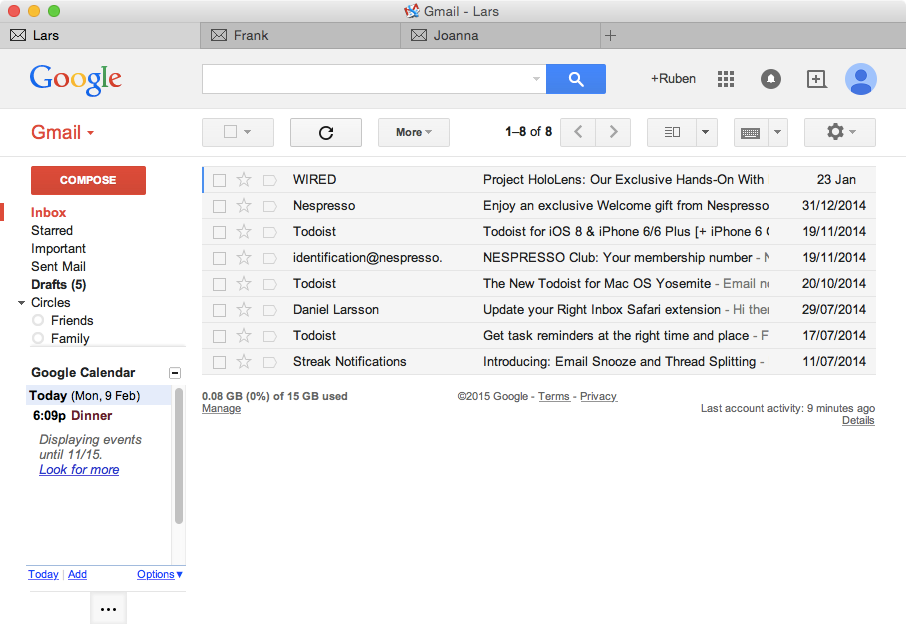 Gmail - Lars
Lars Frank Joanna
Google +Ruben
Gmail More 1–8 of 8
COMPOSE
Inbox
Starred
Important
Sent Mail
Drafts (5)
Circles
Friends
Family
WIRED Project HoloLens: Our Exclusive Hands-On With 23 Jan
Nespresso Enjoy an exclusive Welcome gift from Nespresso 31/12/2014
Todoist Todoist for iOS 8 & iPhone 6/6 Plus [+ iPhone 6 19/11/2014
identification@nespresso. NESPRESSO Club: Your membership number - 19/11/2014
Todoist The New Todoist for Mac OS Yosemite - Email 20/10/2014
Daniel Larsson Update your Right Inbox Safari extension - Hi 29/07/2014
Todoist Get task reminders at the right time and place - 17/07/2014
Streak Notifications Introducing: Email Snooze and Thread Splitting - 11/07/2014
Google Calendar
Today (Mon, 9 Feb)
6:09p Dinner
Displaying events
until 11/15.
Look for more
Today | Add Options▼
0.08 GB (0%) of 15 GB used
Manage
©2015 Google - Terms - Privacy
Last account activity: 9 minutes ago
Details